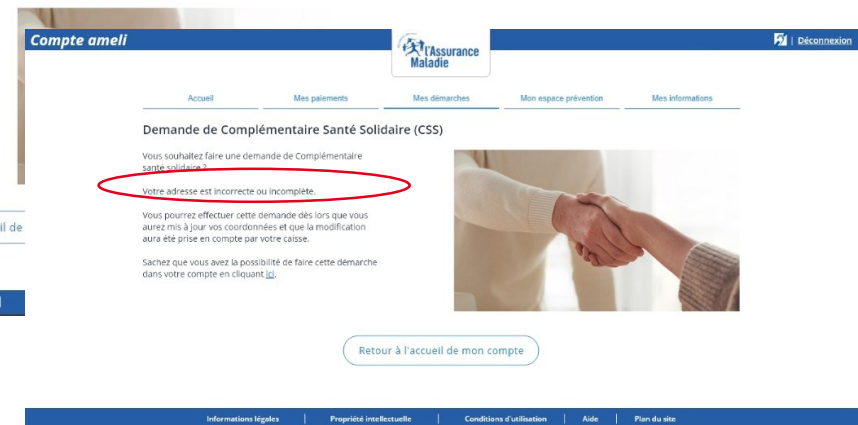 Compte ameli
l'Assurance
Maladie
| Déconnexion
Accueil
Mes paiements
Mes démarches
Mon espace prévention
Mes informations
Demande de Complémentaire Santé Solidaire (CSS)
Vous souhaitez faire une demande de Complémentaire
santé solidaire ?
Votre adresse est incorrecte ou incomplète.
Vous pourrez effectuer cette demande dès lors que vous
aurez mis à jour vos coordonnées et que la modification
aura été prise en compte par votre caisse.
Sachez que vous avez la possibilité de faire cette démarche
dans votre compte en cliquant ici.
il de
Retour à l'accueil de mon compte
Informations légales | Propriété intellectuelle | Conditions d'utilisation | Aide | Plan du site